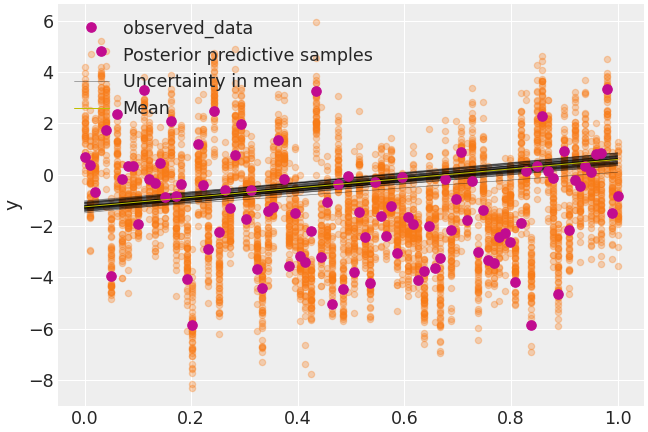 observed_data
Posterior predictive samples
Uncertainty in mean
Mean
6
4
2
0
−2
−4
−6
−8
y
0.0 0.2 0.4 0.6 0.8 1.0